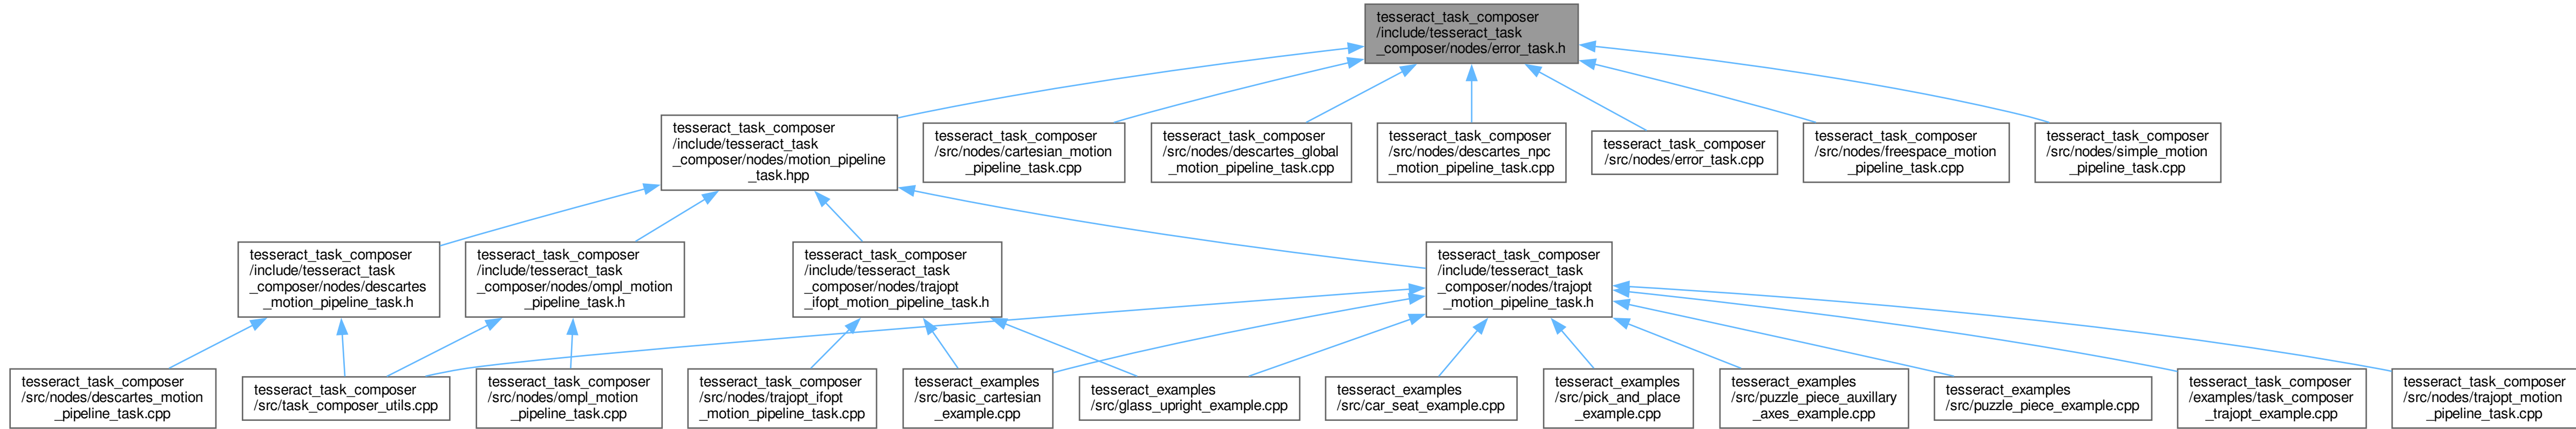 tesseract_task_composer
/include/tesseract_task
_composer/nodes/error_task.h
tesseract_task_composer
/include/tesseract_task
_composer/nodes/motion_pipeline
_task.hpp
tesseract_task_composer
/src/nodes/cartesian_motion
_pipeline_task.cpp
tesseract_task_composer
/src/nodes/descartes_global
_motion_pipeline_task.cpp
tesseract_task_composer
/src/nodes/descartes_npc
_motion_pipeline_task.cpp
tesseract_task_composer
/src/nodes/error_task.cpp
tesseract_task_composer
/src/nodes/freespace_motion
_pipeline_task.cpp
tesseract_task_composer
/src/nodes/simple_motion
_pipeline_task.cpp
tesseract_task_composer
/include/tesseract_task
_composer/nodes/descartes
_motion_pipeline_task.h
tesseract_task_composer
/include/tesseract_task
_composer/nodes/ompl_motion
_pipeline_task.h
tesseract_task_composer
/include/tesseract_task
_composer/nodes/trajopt
_ifopt_motion_pipeline_task.h
tesseract_task_composer
/include/tesseract_task
_composer/nodes/trajopt
_motion_pipeline_task.h
tesseract_task_composer
/src/nodes/descartes_motion
_pipeline_task.cpp
tesseract_task_composer
/src/task_composer_utils.cpp
tesseract_task_composer
/src/nodes/ompl_motion
_pipeline_task.cpp
tesseract_task_composer
/src/nodes/trajopt_ifopt
_motion_pipeline_task.cpp
tesseract_examples
/src/basic_cartesian
_example.cpp
tesseract_examples
/src/glass_upright_example.cpp
tesseract_examples
/src/car_seat_example.cpp
tesseract_examples
/src/pick_and_place
_example.cpp
tesseract_examples
/src/puzzle_piece_auxillary
_axes_example.cpp
tesseract_examples
/src/puzzle_piece_example.cpp
tesseract_task_composer
/examples/task_composer
_trajopt_example.cpp
tesseract_task_composer
/src/nodes/trajopt_motion
_pipeline_task.cpp